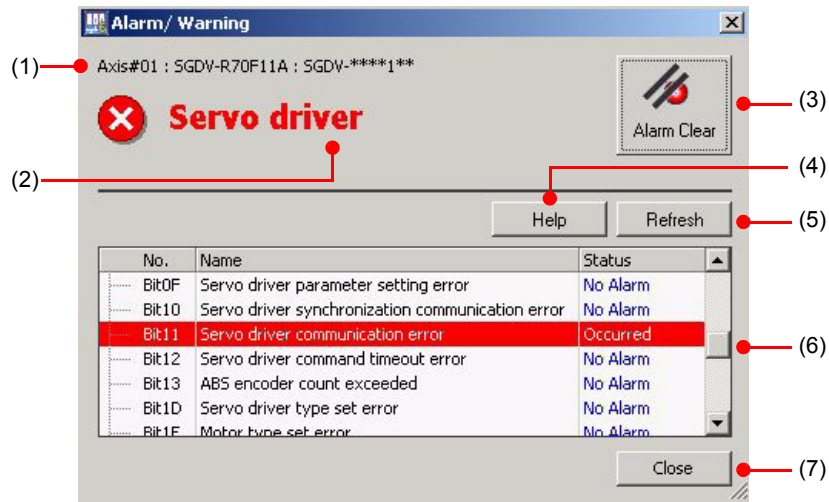 Alarm/ Warning
(1)
Axis#01 : SGDV-R70F11A : SGDV-****1**
Servo driver
(2)
Alarm Clear
(3)
(4)
Help
Refresh
(5)
No. Name Status
Bit0F Servo driver parameter setting error No Alarm
Bit10 Servo driver synchronization communication error No Alarm
Bit11 Servo driver communication error Occurred
(6)
Bit12 Servo driver command timeout error No Alarm
Bit13 ABS encoder count exceeded No Alarm
Bit1D Servo driver type set error No Alarm
Bit1E Motor type set error No Alarm
Close
(7)